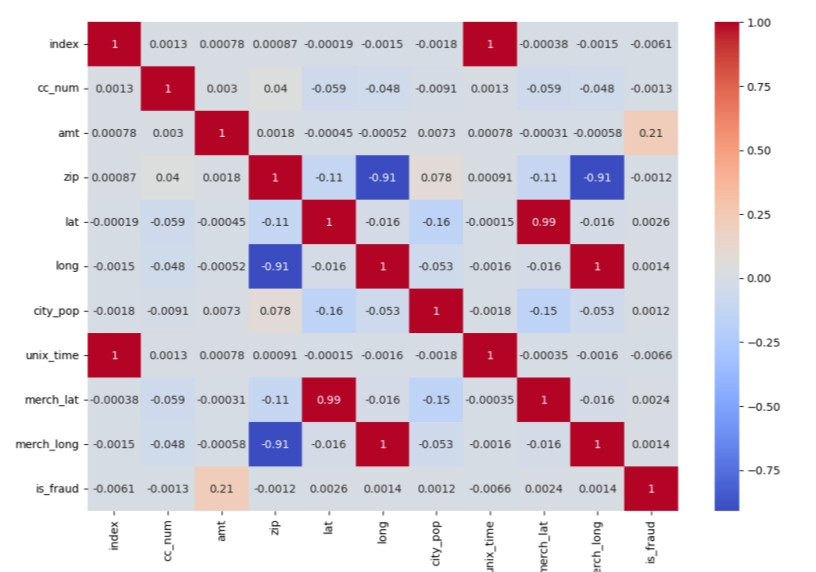 index 1 0.0013 0.00078 0.00087 -0.00019 -0.0015 -0.0018 1 -0.00038 -0.0015 -0.0061
cc_num 0.0013 1 0.003 0.04 -0.059 -0.048 -0.0091 0.0013 -0.059 -0.048 -0.0013
amt 0.00078 0.003 1 0.0018 -0.00045 -0.00052 0.0073 0.00078 -0.00031 -0.00058 0.21
zip 0.00087 0.04 0.0018 1 -0.11 -0.91 0.078 0.00091 -0.11 -0.91 -0.0012
lat -0.00019 -0.059 -0.00045 -0.11 1 -0.016 -0.16 -0.00015 0.99 -0.016 0.0026
long -0.0015 -0.048 -0.00052 -0.91 -0.016 1 -0.053 -0.0016 -0.016 1 0.0014
city_pop -0.0018 -0.0091 0.0073 0.078 -0.16 -0.053 1 -0.0018 -0.15 -0.053 0.0012
unix_time 1 0.0013 0.00078 0.00091 -0.00015 -0.0016 -0.0018 1 -0.00035 -0.0016 -0.0066
merch_lat -0.00038 -0.059 -0.00031 -0.11 0.99 -0.016 -0.15 -0.00035 1 -0.016 0.0024
merch_long -0.0015 -0.048 -0.00058 -0.91 -0.016 1 -0.053 -0.0016 -0.016 1 0.0014
is_fraud -0.0061 -0.0013 0.21 -0.0012 0.0026 0.0014 0.0012 -0.0066 0.0024 0.0014 1
index cc_num amt zip lat long city_pop nix_time merch_lat erch_long is_fraud
1.00
0.75
0.50
0.25
0.00
−0.25
−0.50
−0.75